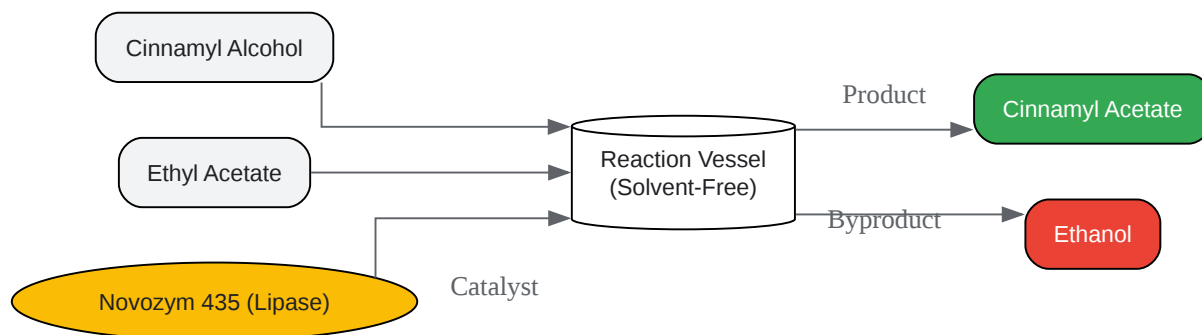 Cinnamyl Alcohol
Ethyl Acetate
Novozym 435 (Lipase)
Catalyst
Reaction Vessel
(Solvent-Free)
Product
Byproduct
Cinnamyl Acetate
Ethanol